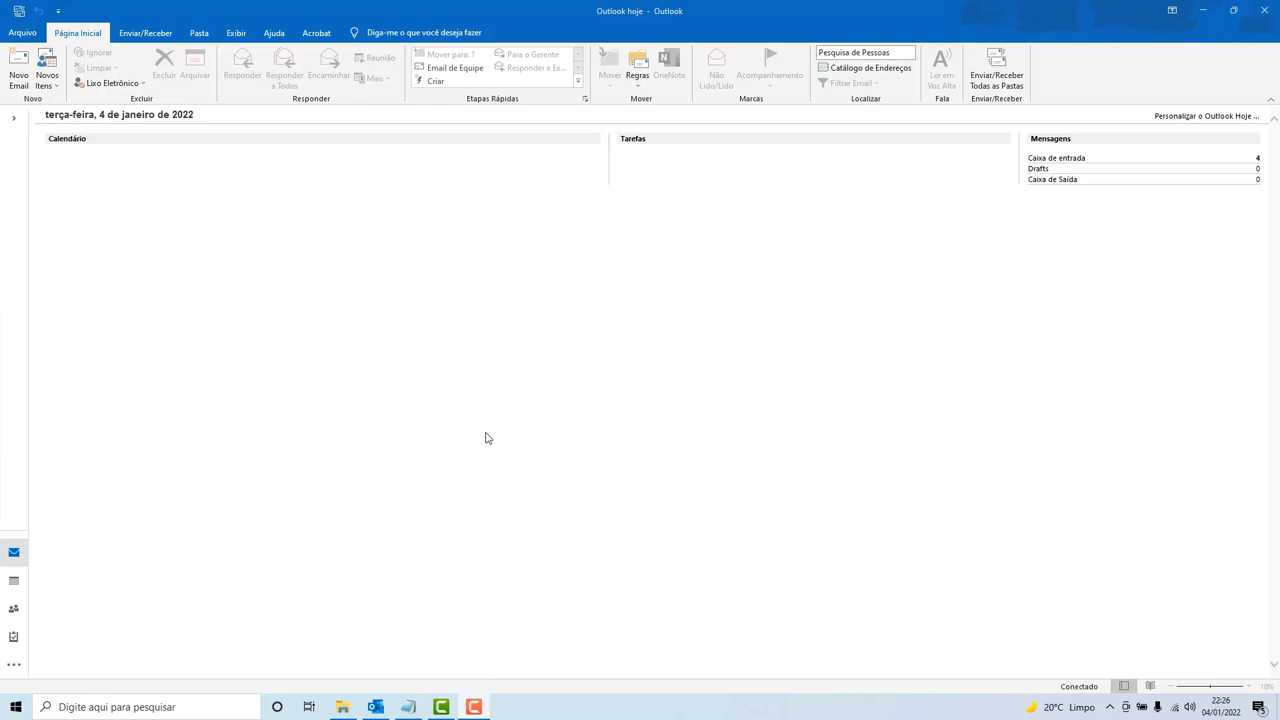 Outlook hoje - Outlook
Arquivo Página Inicial Enviar/Receber Pasta Exibir Ajuda Acrobat Diga-me o que você deseja fazer
Novo Email
Novos Itens
Novo
Ignorar
Limpar
Lixo Eletrônico
Excluir
Arquivar
Excluir
Responder
Responder a Todos
Encaminhar
Reunião
Mais
Responder
Mover para: ?
Email de Equipe
Criar
Para o Gerente
Responder e Ex...
Etapas Rápidas
Mover
Regras
OneNote
Mover
Não Lido/Lido
Acompanhamento
Marcas
Pesquisa de Pessoas
Catálogo de Endereços
Filtrar Email
Localizar
Ler em Voz Alta
Fala
Enviar/Receber Todas as Pastas
Enviar/Receber
terça-feira, 4 de janeiro de 2022
Personalizar o Outlook Hoje ...
Calendário
Tarefas
Mensagens
Caixa de entrada 4
Drafts 0
Caixa de Saída 0
Conectado
10%
Digite aqui para pesquisar
20°C Limpo
22:26
04/01/2022